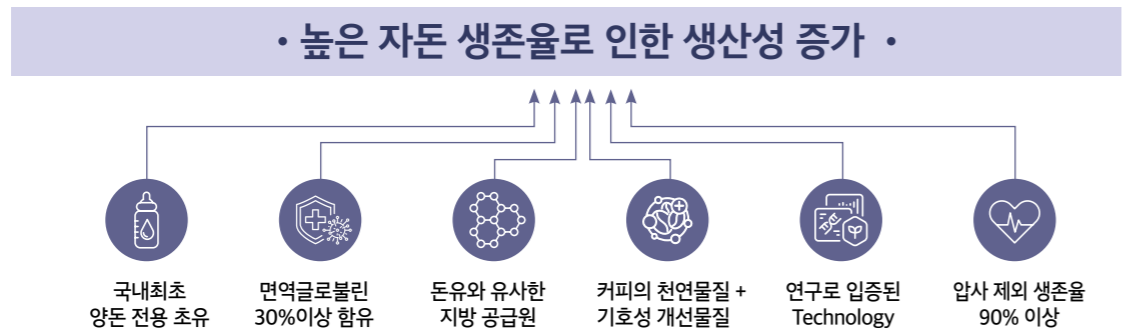 • 높은 자돈 생존율로 인한 생산성 증가 •
국내최초
양돈 전용 초유
면역글로불린
30%이상 함유
돈유와 유사한
지방 공급원
커피의 천연물질 +
기호성 개선물질
연구로 입증된
Technology
압사 제외 생존율
90% 이상